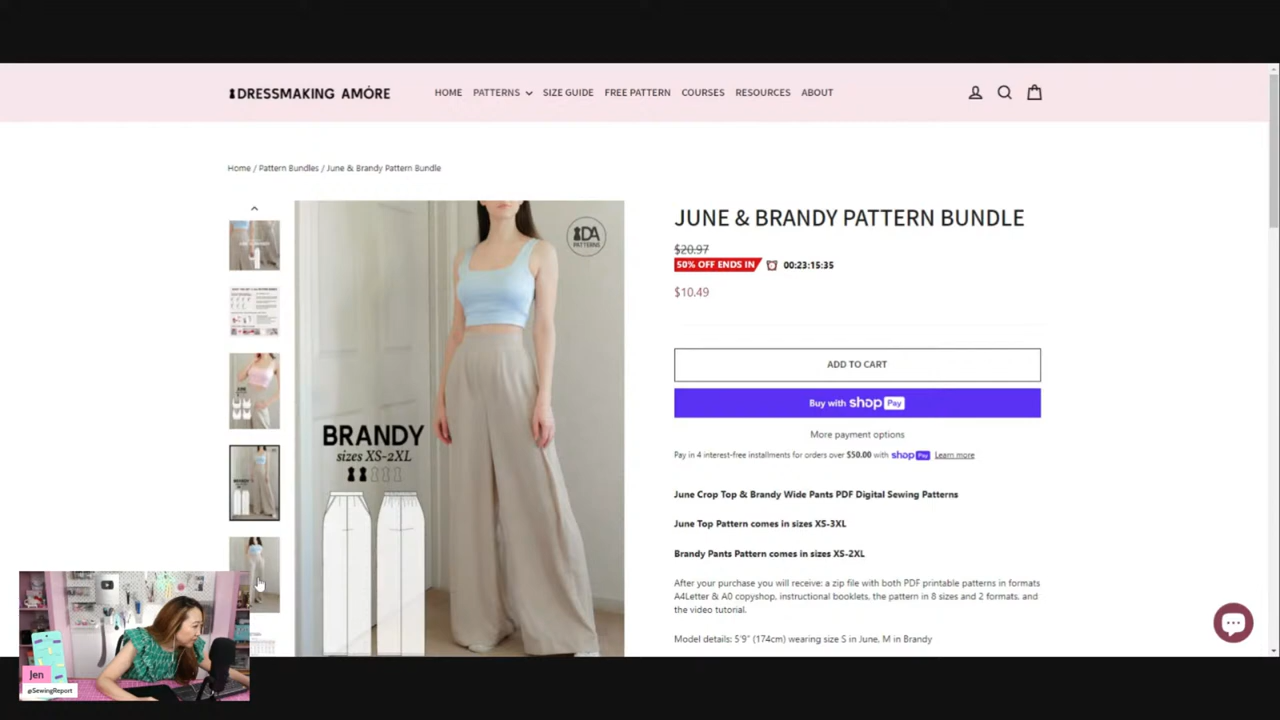 DRESSMAKING AMÓRE
HOME PATTERNS SIZE GUIDE FREE PATTERN COURSES RESOURCES ABOUT
Home / Pattern Bundles / June & Brandy Pattern Bundle
DA
PATTERNS
BRANDY
sizes XS-2XL
JUNE & BRANDY PATTERN BUNDLE
$20.97
50% OFF ENDS IN 00:23:15:35
$10.49
ADD TO CART
Buy with shop Pay
More payment options
Pay in 4 interest-free installments for orders over $50.00 with shop Pay Learn more
June Crop Top & Brandy Wide Pants PDF Digital Sewing Patterns
June Top Pattern comes in sizes XS-3XL
Brandy Pants Pattern comes in sizes XS-2XL
After your purchase you will receive: a zip file with both PDF printable patterns in formats
A4Letter & A0 copyshop, instructional booklets, the pattern in 8 sizes and 2 formats, and
the video tutorial.
Model details: 5'9" (174cm) wearing size S in June, M in Brandy
Jen
@SewingReport